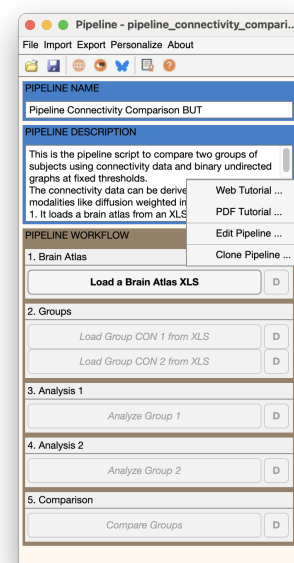 Pipeline - pipeline_connectivity_compari...
File Import Export Personalize About
PIPELINE NAME
Pipeline Connectivity Comparison BUT
PIPELINE DESCRIPTION
This is the pipeline script to compare two groups of
subjects using connectivity data and binary undirected
graphs at fixed thresholds.
The connectivity data can be derive
modalities like diffusion weighted in
1. It loads a brain atlas from an XLS
Web Tutorial ...
PDF Tutorial ...
Edit Pipeline ...
Clone Pipeline ...
PIPELINE WORKFLOW
1. Brain Atlas
Load a Brain Atlas XLS D
2. Groups
Load Group CON 1 from XLS D
Load Group CON 2 from XLS D
3. Analysis 1
Analyze Group 1 D
4. Analysis 2
Analyze Group 2 D
5. Comparison
Compare Groups D